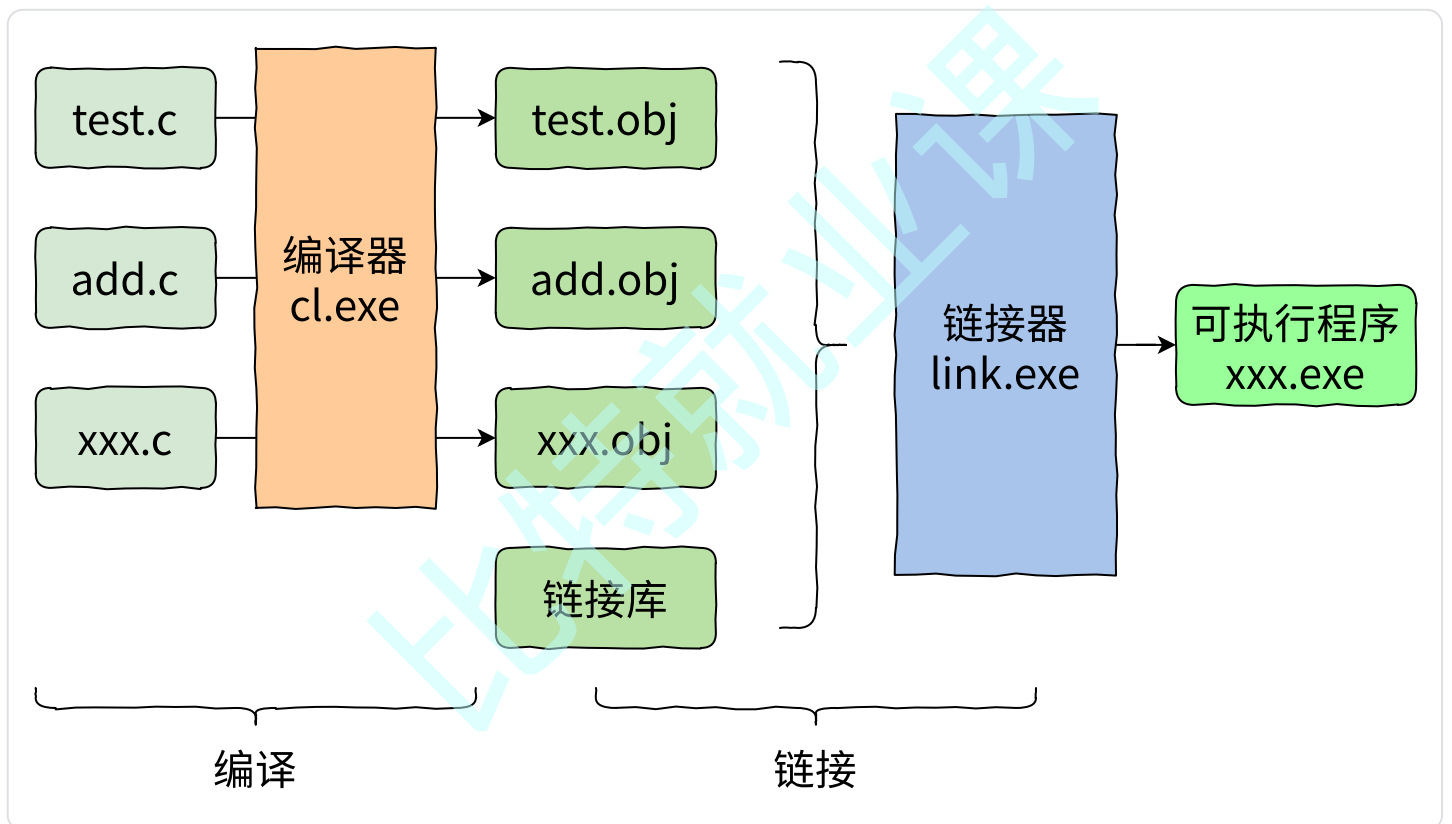 test.c
test.obj
add.c
编译器
cl.exe
add.obj
链接器
link.exe
可执行程序
xxx.exe
xxx.c
xxx.obj
链接库
编译
链接
比特就业课